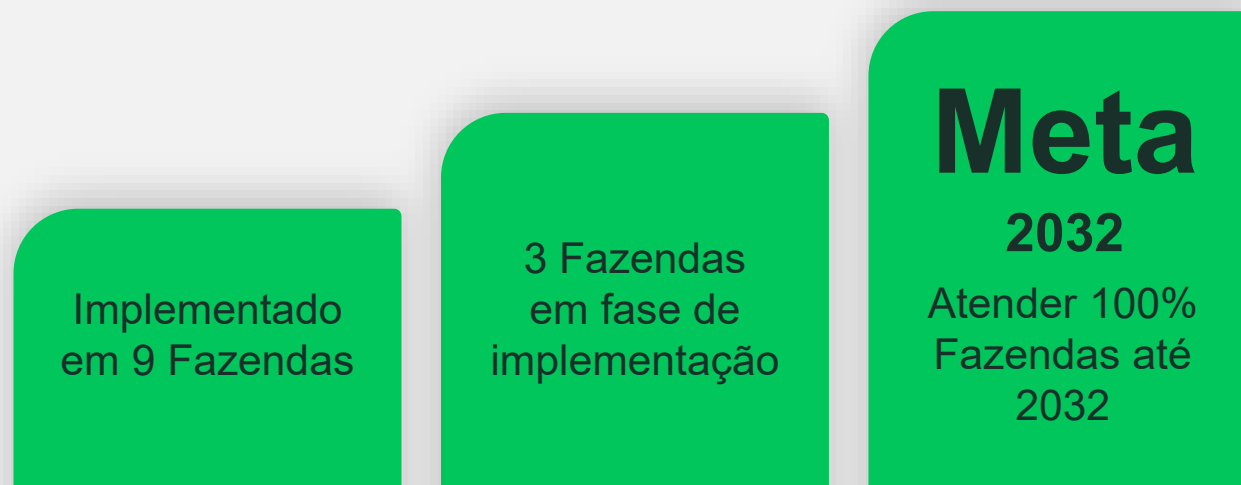 Implementado
em 9 Fazendas
3 Fazendas
em fase de
implementação
Meta
2032
Atender 100%
Fazendas até
2032